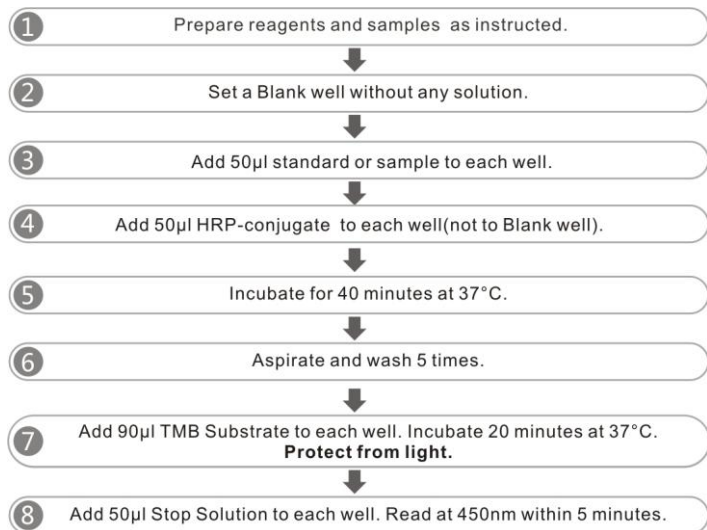 1 Prepare reagents and samples as instructed.
2 Set a Blank well without any solution.
3 Add 50µl standard or sample to each well.
4 Add 50µl HRP-conjugate to each well(not to Blank well).
5 Incubate for 40 minutes at 37°C.
6 Aspirate and wash 5 times.
7 Add 90µl TMB Substrate to each well. Incubate 20 minutes at 37°C.
Protect from light.
8 Add 50µl Stop Solution to each well. Read at 450nm within 5 minutes.